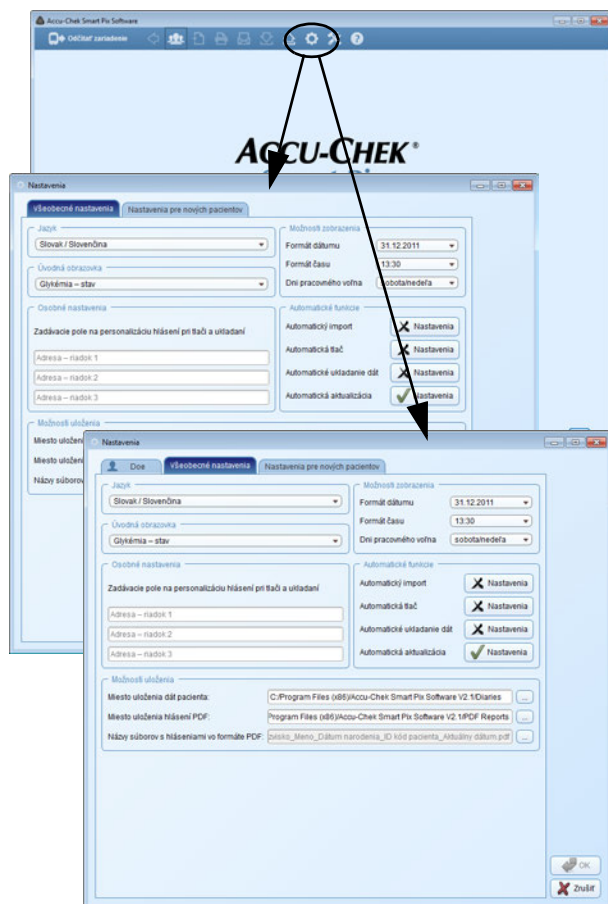 Accu-Chek Smart Pix Software
Odčítať zariadenie
ACCU-CHEK®
Nastavenia
Všeobecné nastavenia
Nastavenia pre nových pacientov
Jazyk
Slovak / Slovenčina
Úvodná obrazovka
Glykémia – stav
Osobné nastavenia
Zadávacie pole na personalizáciu hlásení pri tlači a ukladaní
Adresa – riadok 1
Adresa – riadok 2
Adresa – riadok 3
Možnosti zobrazenia
Formát dátumu 31.12.2011
Formát času 13:30
Dni pracovného voľna sobota/nedeľa
Automatické funkcie
Automatický import Nastavenia
Automatická tlač Nastavenia
Automatické ukladanie dát Nastavenia
Automatická aktualizácia Nastavenia
Možnosti uloženia
Miesto uložen
Miesto uložen
Názvy súborov
Nastavenia
Doe
Všeobecné nastavenia
Nastavenia pre nových pacientov
Jazyk
Slovak / Slovenčina
Úvodná obrazovka
Glykémia – stav
Osobné nastavenia
Zadávacie pole na personalizáciu hlásení pri tlači a ukladaní
Adresa – riadok 1
Adresa – riadok 2
Adresa – riadok 3
Možnosti zobrazenia
Formát dátumu 31.12.2011
Formát času 13:30
Dni pracovného voľna sobota/nedeľa
Automatické funkcie
Automatický import Nastavenia
Automatická tlač Nastavenia
Automatické ukladanie dát Nastavenia
Automatická aktualizácia Nastavenia
Možnosti uloženia
Miesto uloženia dát pacienta: C:/Program Files (x86)/Accu-Chek Smart Pix Software V2.1/Diaries ...
Miesto uloženia hlásení PDF: Program Files (x86)/Accu-Chek Smart Pix Software V2.1/PDF Reports ...
Názvy súborov s hláseniami vo formáte PDF: zvisko_Meno_Dátum narodenia_ID kód pacienta_Aktuálny dátum.pdf ...
OK
Zrušiť